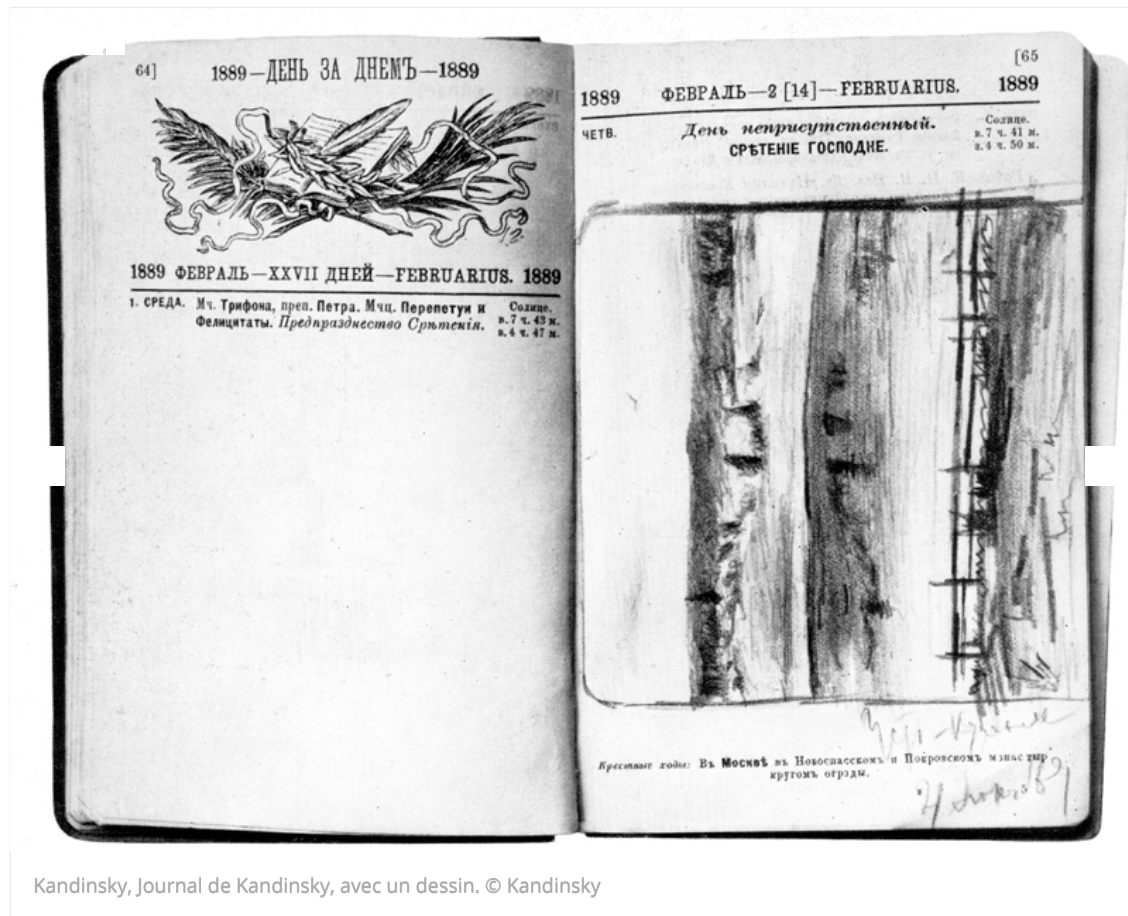 64]
1889—ДЕНЬ ЗА ДНЕМЪ—1889
1889 ФЕВРАЛЬ—XXVII ДНЕЙ—FEBRUARIUS. 1889
1. СРЕДА. Мч. Трифона, преп. Петра. Мчц. Перепетуи и
Фелицитаты. Предпразднество Срѣтенія.
Солнце.
в. 7 ч. 43 м.
в. 4 ч. 47 м.
[65
1889 ФЕВРАЛЬ—2 [14]—FEBRUARIUS. 1889
ЧЕТВ.
День неприсутственный.
СРѢТЕНІЕ ГОСПОДНЕ.
Солнце.
в. 7 ч. 41 м.
в. 4 ч. 50 м.
Крестные ходы: Въ Москвѣ въ Новоспасскомъ и Покровскомъ
кругомъ ограды.
5
Kandinsky, Journal de Kandinsky, avec un dessin. © Kandinsky